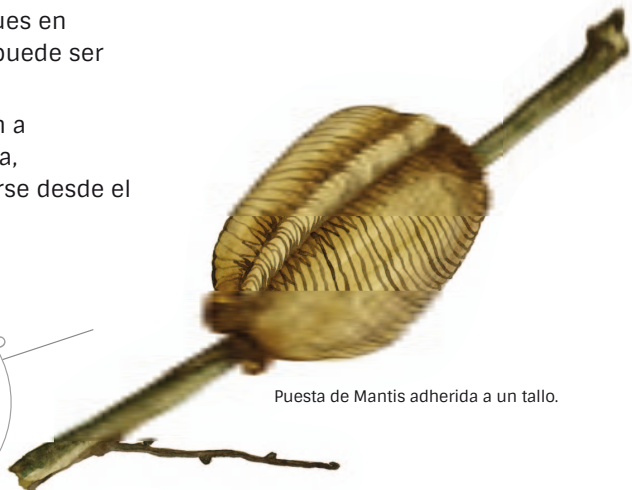 ues en
puede ser
a
a,
rse desde el
Puesta de Mantis adherida a un tallo.